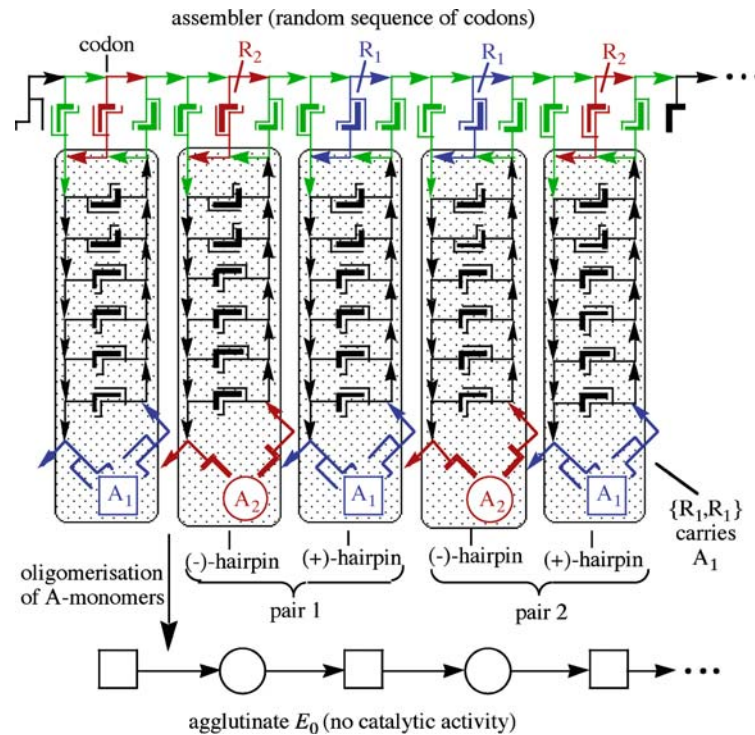 assembler (random sequence of codons)
codon
R₂ R₁ R₁ R₂
A₁ A₂ A₁ A₂ A₁
{R₁,R₁}
carries
A₁
(-)-hairpin (+)-hairpin (-)-hairpin (+)-hairpin
pair 1 pair 2
oligomerisation
of A-monomers
agglutinate E₀ (no catalytic activity)